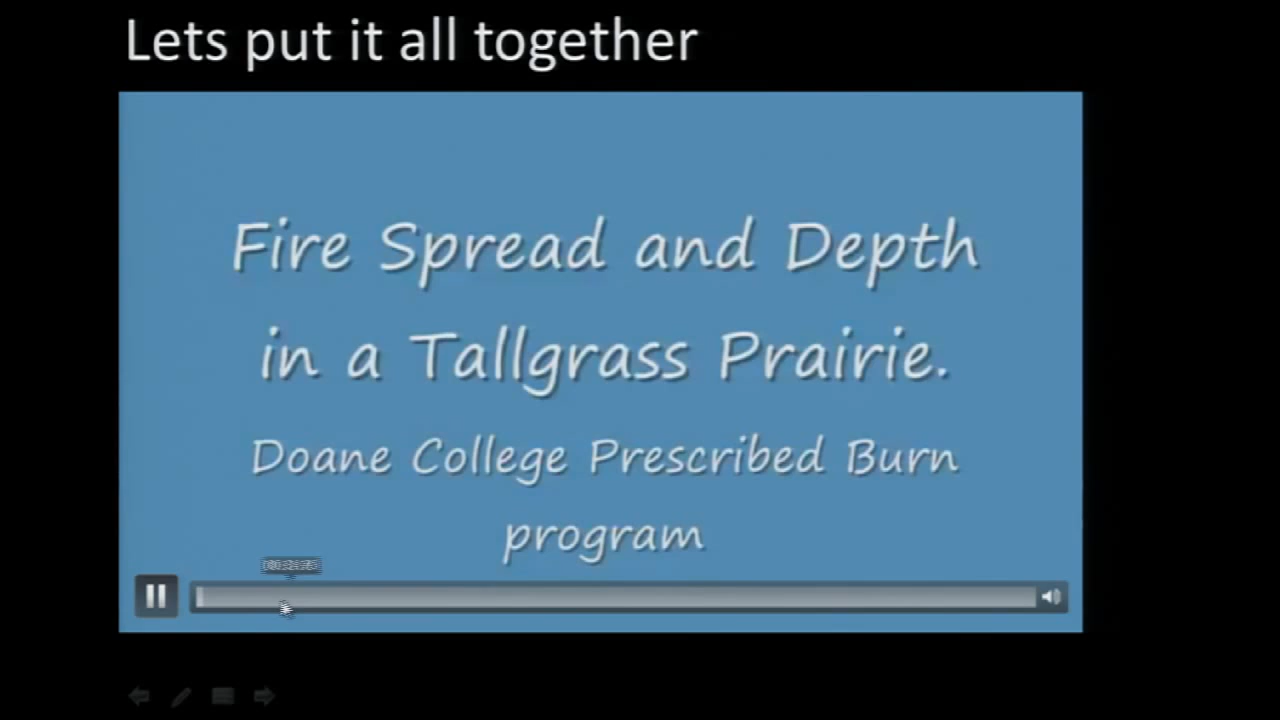 Lets put it all together
Fire Spread and Depth
in a Tallgrass Prairie.
Doane College Prescribed Burn
program